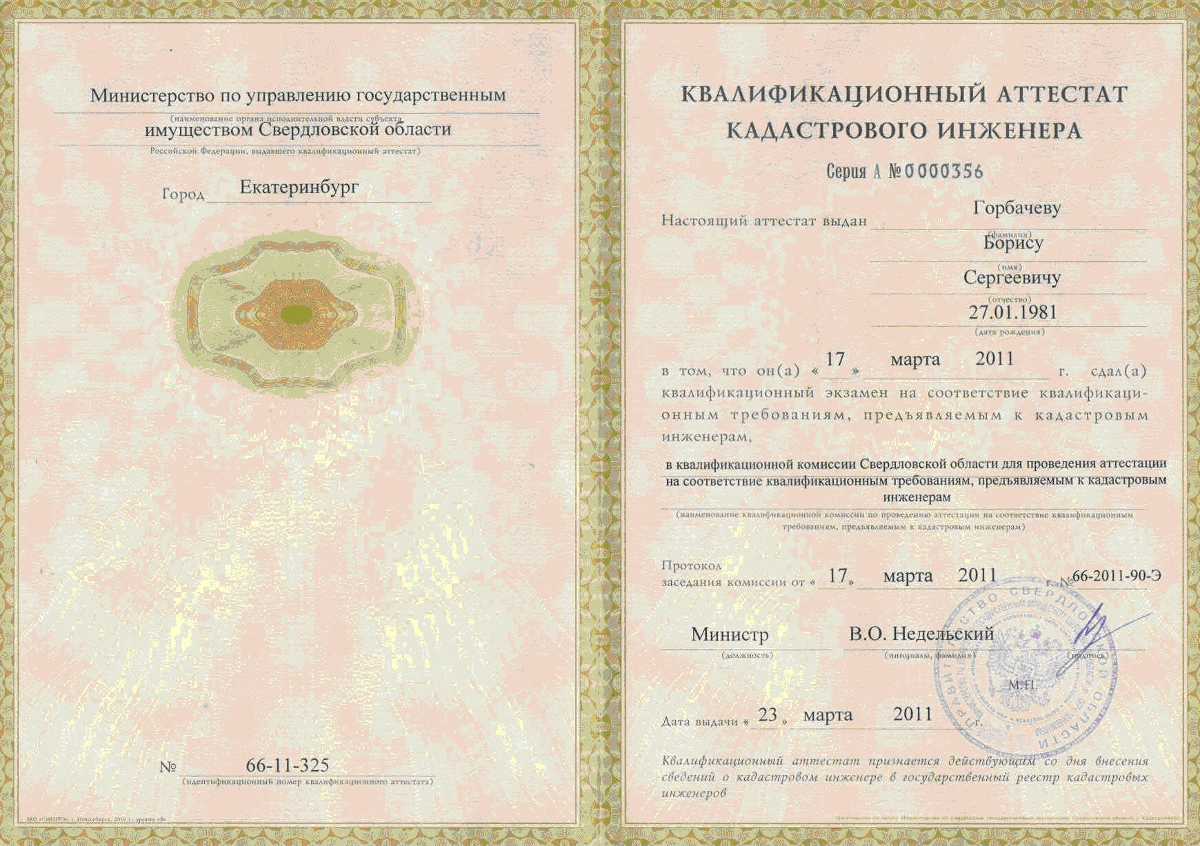 Министерство по управлению государственным
(наименование органа исполнительной власти субъекта
имуществом Свердловской области
Российской Федерации, выдавшего квалификационный аттестат)
Город Екатеринбург
№ 66-11-325
(идентификационный номер квалификационного аттестата)
КВАЛИФИКАЦИОННЫЙ АТТЕСТАТ
КАДАСТРОВОГО ИНЖЕНЕРА
Серия А №0000356
Настоящий аттестат выдан Горбачеву
(фамилия)
Борису
(имя)
Сергеевичу
(отчество)
27.01.1981
(дата рождения)
в том, что он(а) « 17 » марта 2011 г. сдал(а)
квалификационный экзамен на соответствие квалификаци-
онным требованиям, предъявляемым к кадастровым
инженерам,
в квалификационной комиссии Свердловской области для проведения аттестации
на соответствие квалификационным требованиям, предъявляемым к кадастровым
инженерам
(наименование квалификационной комиссии по проведению аттестации на соответствие квалификационным
требованиям, предъявляемым к кадастровым инженерам)
Протокол
заседания комиссии от « 17 » марта 2011 г. № 66-2011-90-Э
Министр В.О. Недельский
(должность) (инициалы, фамилия) (подпись)
М.П.
Дата выдачи « 23 » марта 2011 г.
Квалификационный аттестат признается действующим со дня внесения
сведений о кадастровом инженере в государственный реестр кадастровых
инженеров